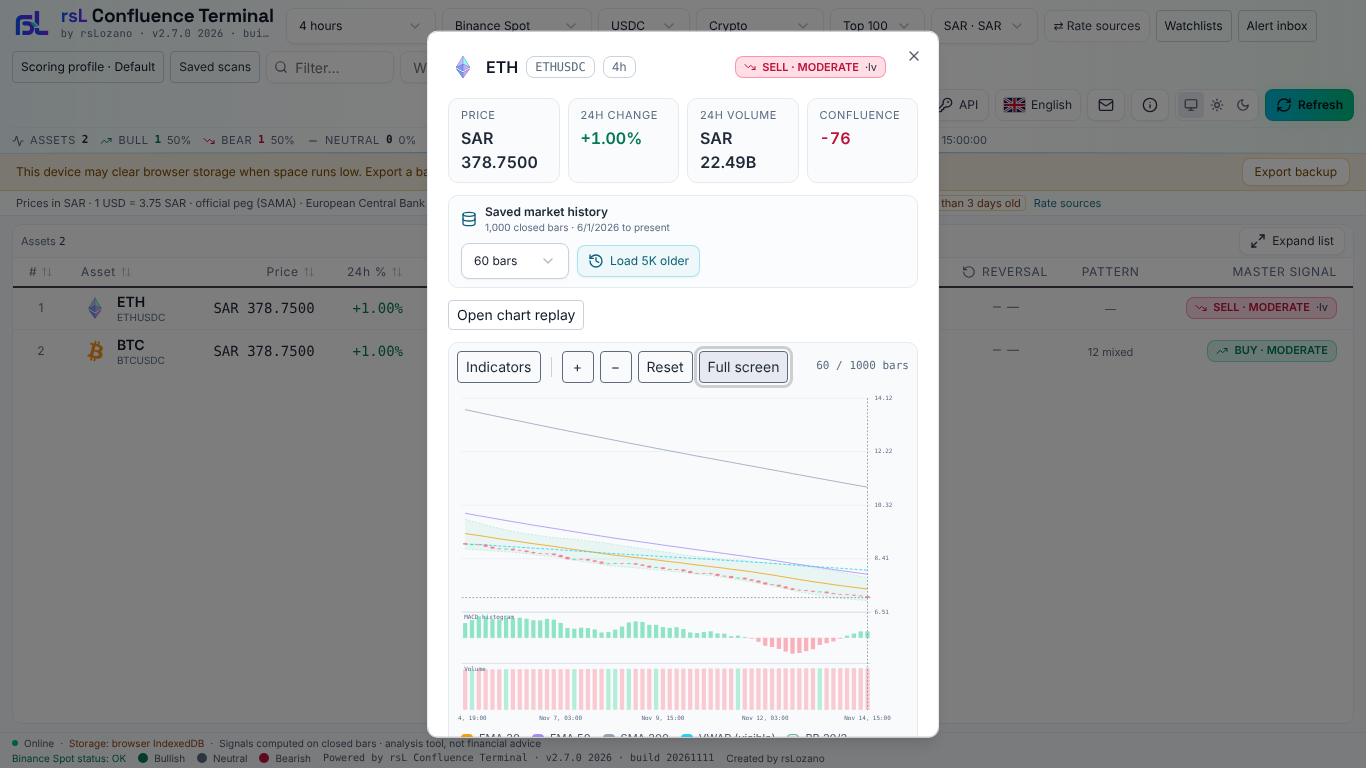 rsL Confluence Terminal
by rsLozano · v2.7.0 2026 · bui…
4 hours
Binance Spot
USDC
Crypto
Top 100
SAR · SAR
⇄ Rate sources
Watchlists
Alert inbox
Scoring profile · Default
Saved scans
Filter...
API
English
Refresh
ASSETS 2
BULL 1 50%
BEAR 1 50%
NEUTRAL 0 0%
15:00:00
This device may clear browser storage when space runs low. Export a ba
Export backup
Prices in SAR · 1 USD = 3.75 SAR · official peg (SAMA) · European Central Bank
than 3 days old
Rate sources
Assets 2
Expand list
# Asset Price 24h % REVERSAL PATTERN MASTER SIGNAL
1 ETH ETHUSDC SAR 378.7500 +1.00% — — — SELL · MODERATE ·lv
2 BTC BTCUSDC SAR 378.7500 +1.00% — — 12 mixed BUY · MODERATE
ETH ETHUSDC 4h SELL · MODERATE ·lv
PRICE
SAR
378.7500
24H CHANGE
+1.00%
24H VOLUME
SAR
22.49B
CONFLUENCE
-76
Saved market history
1,000 closed bars · 6/1/2026 to present
60 bars
Load 5K older
Open chart replay
Indicators
+
−
Reset
Full screen
60 / 1000 bars
14.12
12.22
10.32
8.41
6.51
MACD histogram
Volume
4, 19:00
Nov 7, 03:00
Nov 9, 15:00
Nov 12, 03:00
Nov 14, 15:00
Online · Storage: browser IndexedDB · Signals computed on closed bars · analysis tool, not financial advice
Binance Spot status: OK
Bullish
Neutral
Bearish
Powered by rsL Confluence Terminal · v2.7.0 2026 · build 20261111
Created by rsLozano